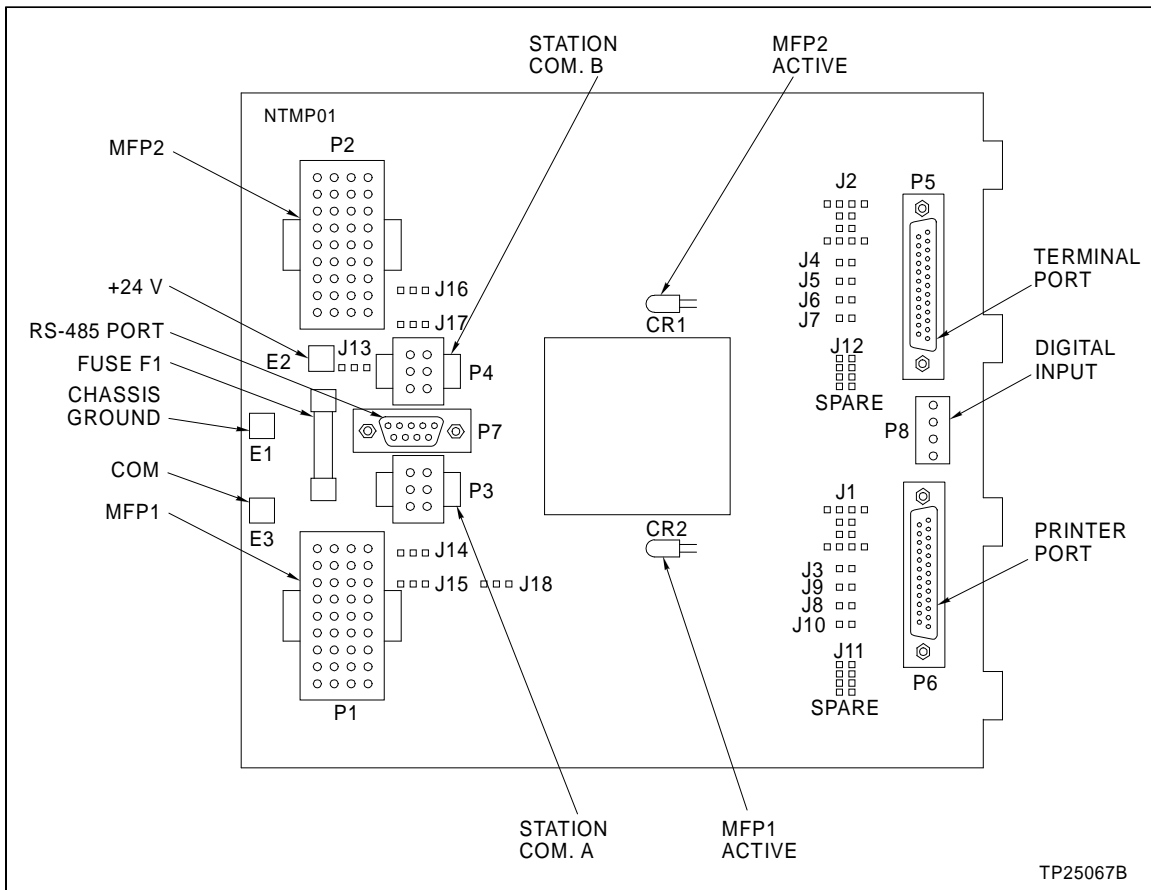 STATION
COM. B
MFP2
ACTIVE
NTMP01
P2
MFP2
J2
P5
TERMINAL
PORT
J4
J5
J6
J7
+24 V
J16
J17
CR1
RS-485 PORT
J13
E2
P4
FUSE F1
J12
SPARE
DIGITAL
INPUT
CHASSIS
GROUND
E1
P7
P8
COM
E3
P3
MFP1
J14
J15
J18
CR2
J1
PRINTER
PORT
J3
J9
J8
J10
J11
SPARE
P1
P6
STATION
COM. A
MFP1
ACTIVE
TP25067B